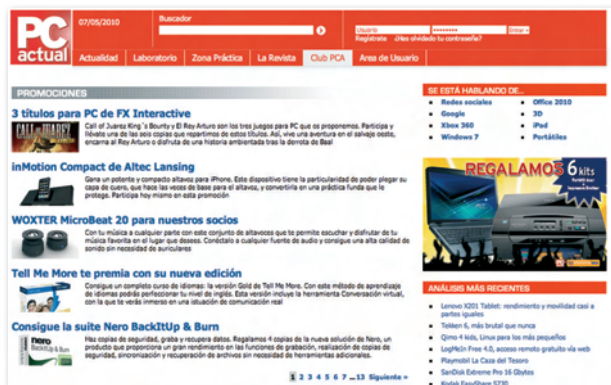 PC
actual
07/05/2010
Buscador
Usuario
Entrar »
Regístrate ¿Has olvidado tu contraseña?
Actualidad Laboratorio Zona Práctica La Revista Club PCA Area de Usuario
PROMOCIONES
3 títulos para PC de FX Interactive
Call of Juarez King´s Bounty y El Rey Arturo son los tres juegos para PC que os proponemos. Participa y
llévate una de las seis copias que repartimos de estos títulos. Así, vive una aventura en el salvaje oeste,
encarna al Rey Arturo o disfruta de una historia ambientada tras la derrota de Baal
CALL OF JUAREZ
inMotion Compact de Altec Lansing
Gana un potente y compacto altavoz para iPhone. Este dispositivo tiene la particularidad de poder plegar su
capa de cuero, que hace las veces de base para el altavoz, y convertirla en una práctica funda que le
protege. Participa hoy mismo en esta promoción
WOXTER MicroBeat 20 para nuestros socios
Con tu música a cualquier parte con este conjunto de altavoces que te permite escuchar y disfrutar de tu
música favorita en el lugar que desees. Conéctalo a cualquier fuente de audio y consigue una alta calidad de
sonido sin necesidad de auriculares
Tell Me More te premia con su nueva edición
Consigue un completo curso de idiomas: la versión Gold de Tell Me More. Con este método de aprendizaje
de idiomas podrás perfeccionar tu nivel de inglés. Esta versión incluye la herramienta Conversación virtual,
con la que te verás inmerso en una situación de comunicación real
Consigue la suite Nero BackItUp & Burn
Haz copias de seguridad, graba y recupera datos. Regalamos 4 copias de la nueva solución de Nero, un
producto que proporciona un gran rendimiento en las funciones de grabación, realización de copias de
seguridad, sincronización y recuperación de archivos sin necesidad de herramientas adicionales.
nero
BackItUp & Burn
1 2 3 4 5 6 7 ...13 Siguiente »
SE ESTÁ HABLANDO DE...
Redes sociales
Google
Xbox 360
Windows 7
Office 2010
3D
iPad
Portátiles
REGALAMOS 6 kits
ANÁLISIS MÁS RECIENTES
Lenovo X201 Tablet: rendimiento y movilidad casi a
partes iguales
Tekken 6, más brutal que nunca
Qimo 4 kids, Linux para los más pequeños
LogMeIn Free 4.0, acceso remoto gratuito vía web
Playmobil La Caza del Tesoro
SanDisk Extreme Pro 16 Gbytes
Kodak EasyShare 5730